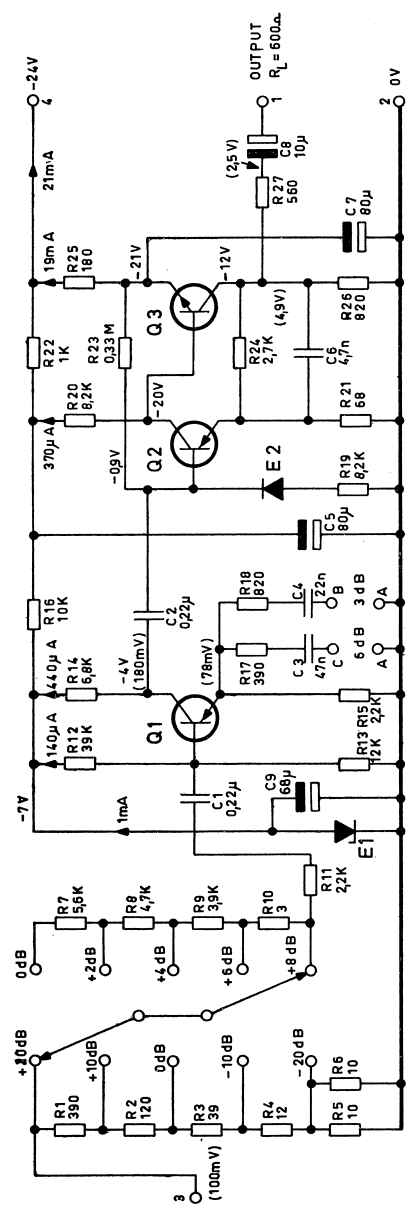 3
(100mV)
+20dB
+10dB
0dB
-10dB
-20dB
R1
390
R2
120
R3
39
R4
12
R5
10
R6
10
0dB
+2dB
+4dB
+6dB
+8dB
R7
5,6K
R8
4,7K
R9
3,9K
R10
3
R11
2,2K
-7V
1mA
E1
C9
68µ
C1
0,22µ
140µA
R12
39K
440µA
R14
6,8K
R16
10K
Q1
-4V
(180mV)
(78mV)
C2
0,22µ
R13
12K
R15
2,2K
R17
390
R18
820
C3
47n
C4
22n
C
B
6dB
3dB
A
A
C5
80µ
-0,9V
370µA
R20
8,2K
R22
1K
R23
0,33M
Q2
-20V
E2
R19
8,2K
R21
68
R24
2,7K
C6
4,7n
(4,9V)
19mA
21mA
R25
180
-21V
Q3
-12V
R26
820
C7
80µ
R27
560
(2,5V)
C8
10µ
-24V
4
OUTPUT
RL=600Ω
1
2
0V